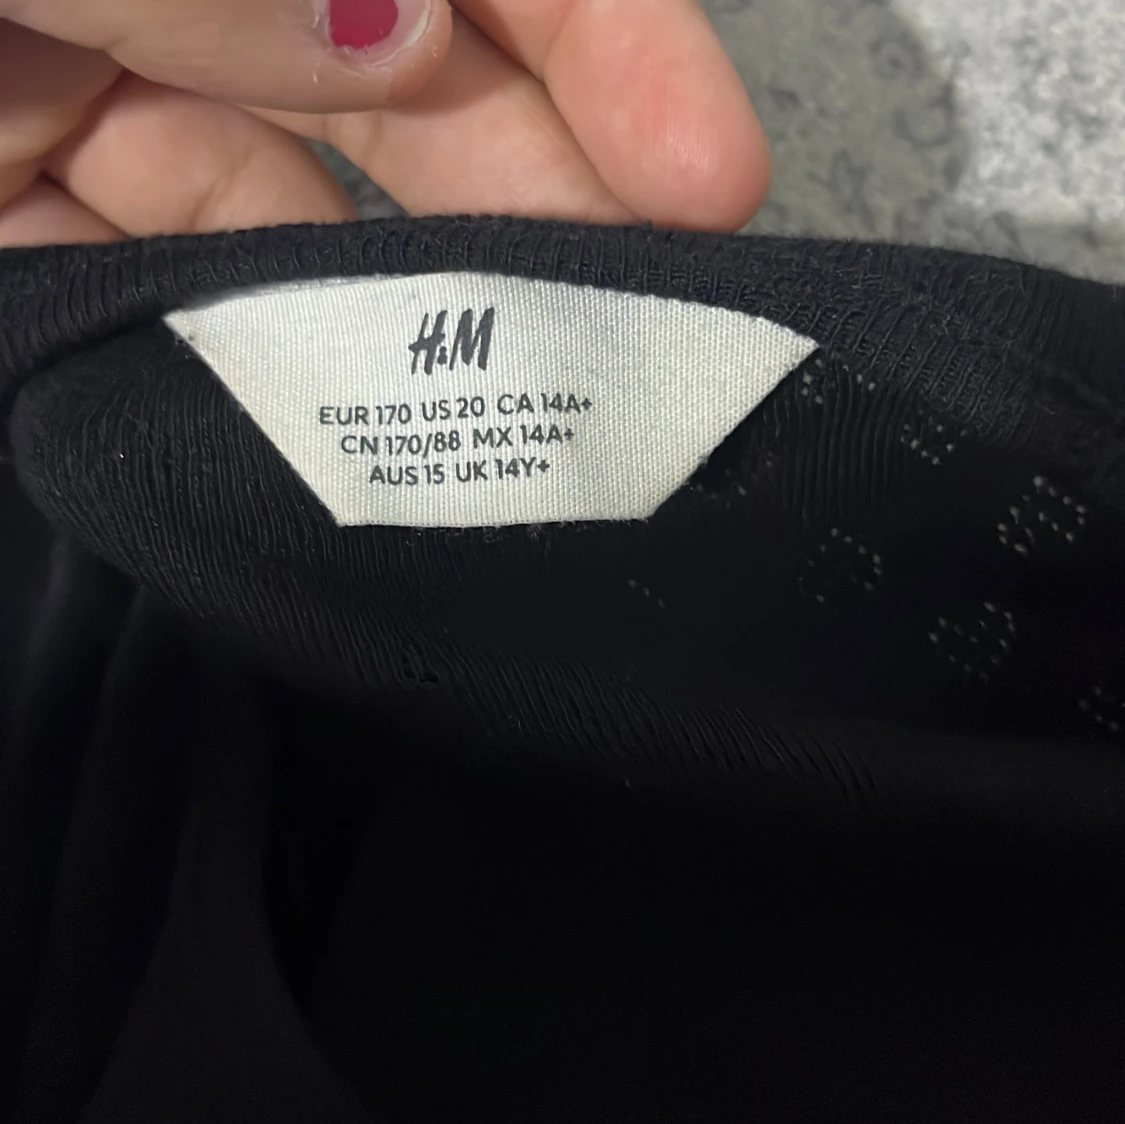 H&M
EUR 170 US 20 CA 14A+
CN 170/88 MX 14A+
AUS 15 UK 14Y+